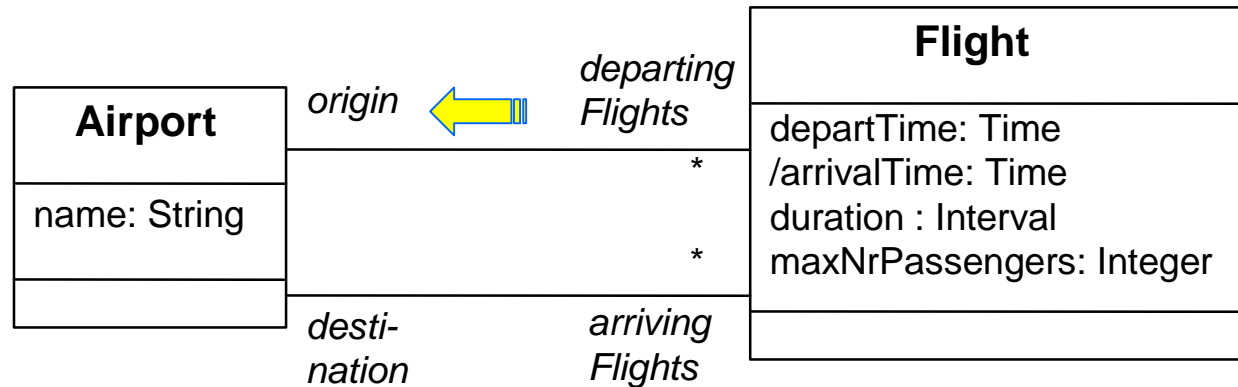 Airport
name: String
origin
departing
Flights
*
*
desti-
nation
arriving
Flights
Flight
departTime: Time
/arrivalTime: Time
duration : Interval
maxNrPassengers: Integer